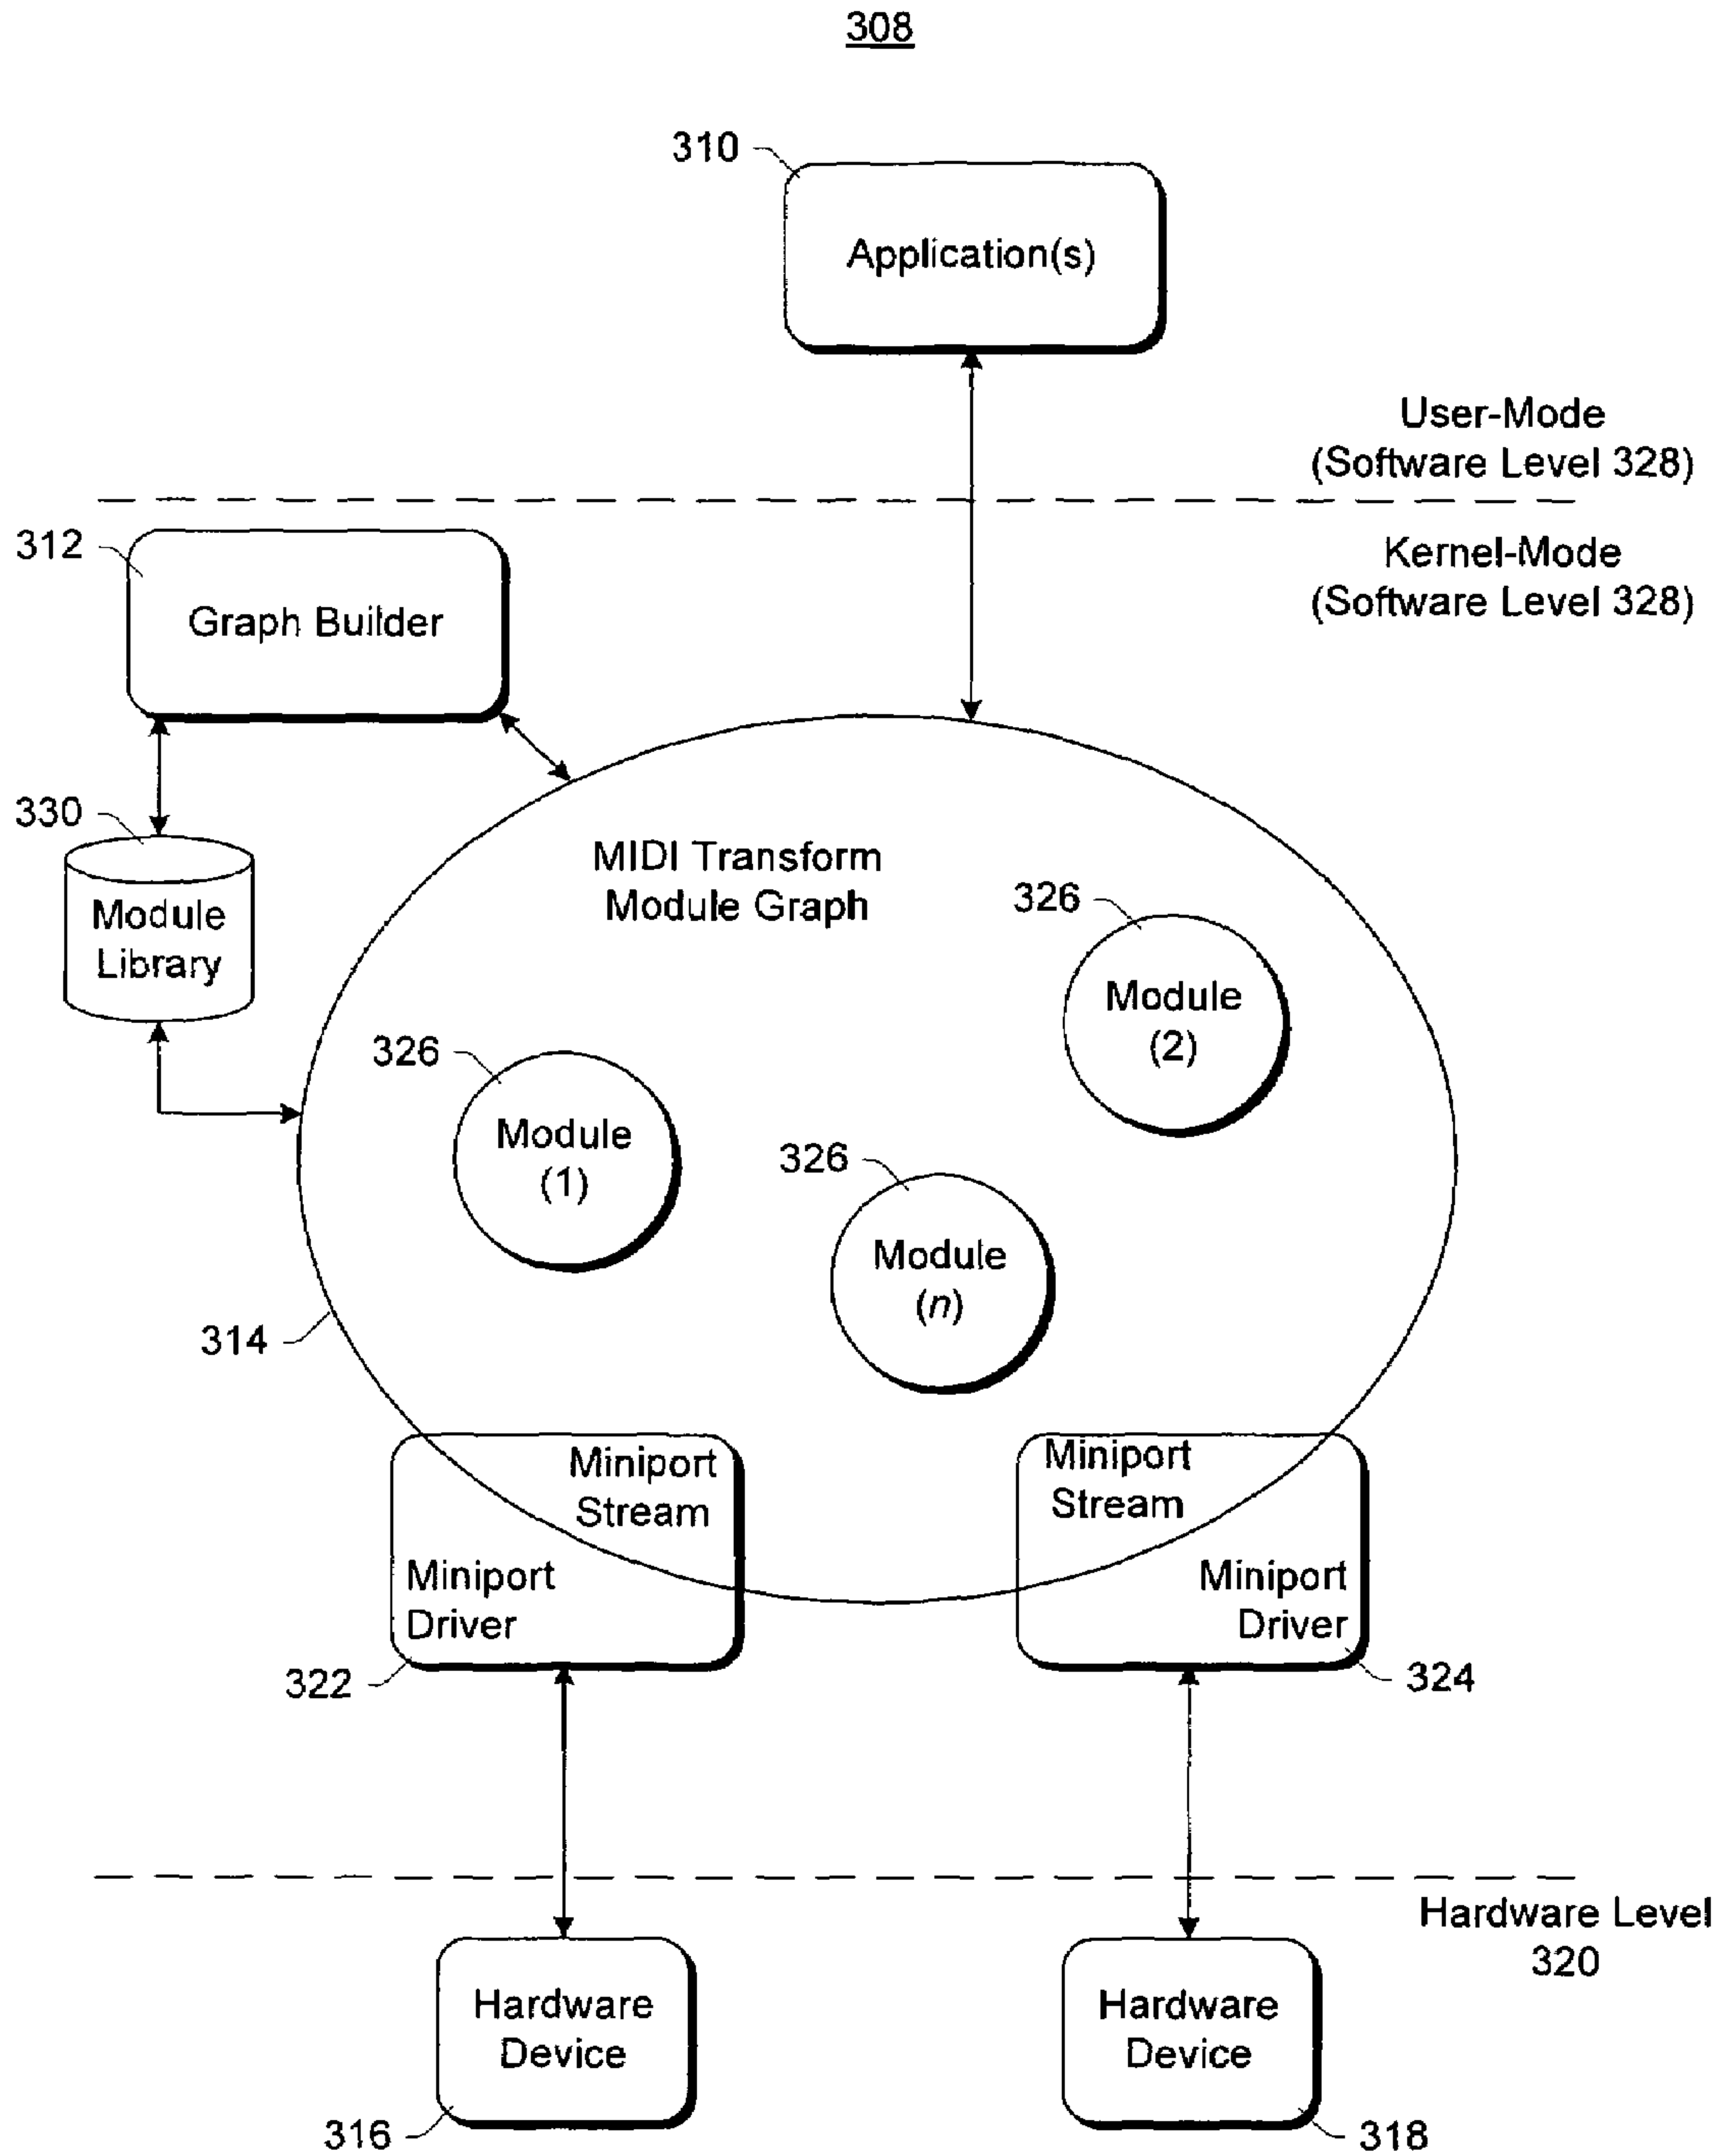 308
310
Application(s)
User-Mode
(Software Level 328)
312
Kernel-Mode
(Software Level 328)
Graph Builder
330
MIDI Transform
Module Graph
Module
Library
326
Module
(2)
326
Module
(1)
326
Module
(n)
314
Miniport
Stream
Miniport
Driver
322
Miniport
Stream
Miniport
Driver
324
Hardware Level
320
Hardware
Device
316
Hardware
Device
318